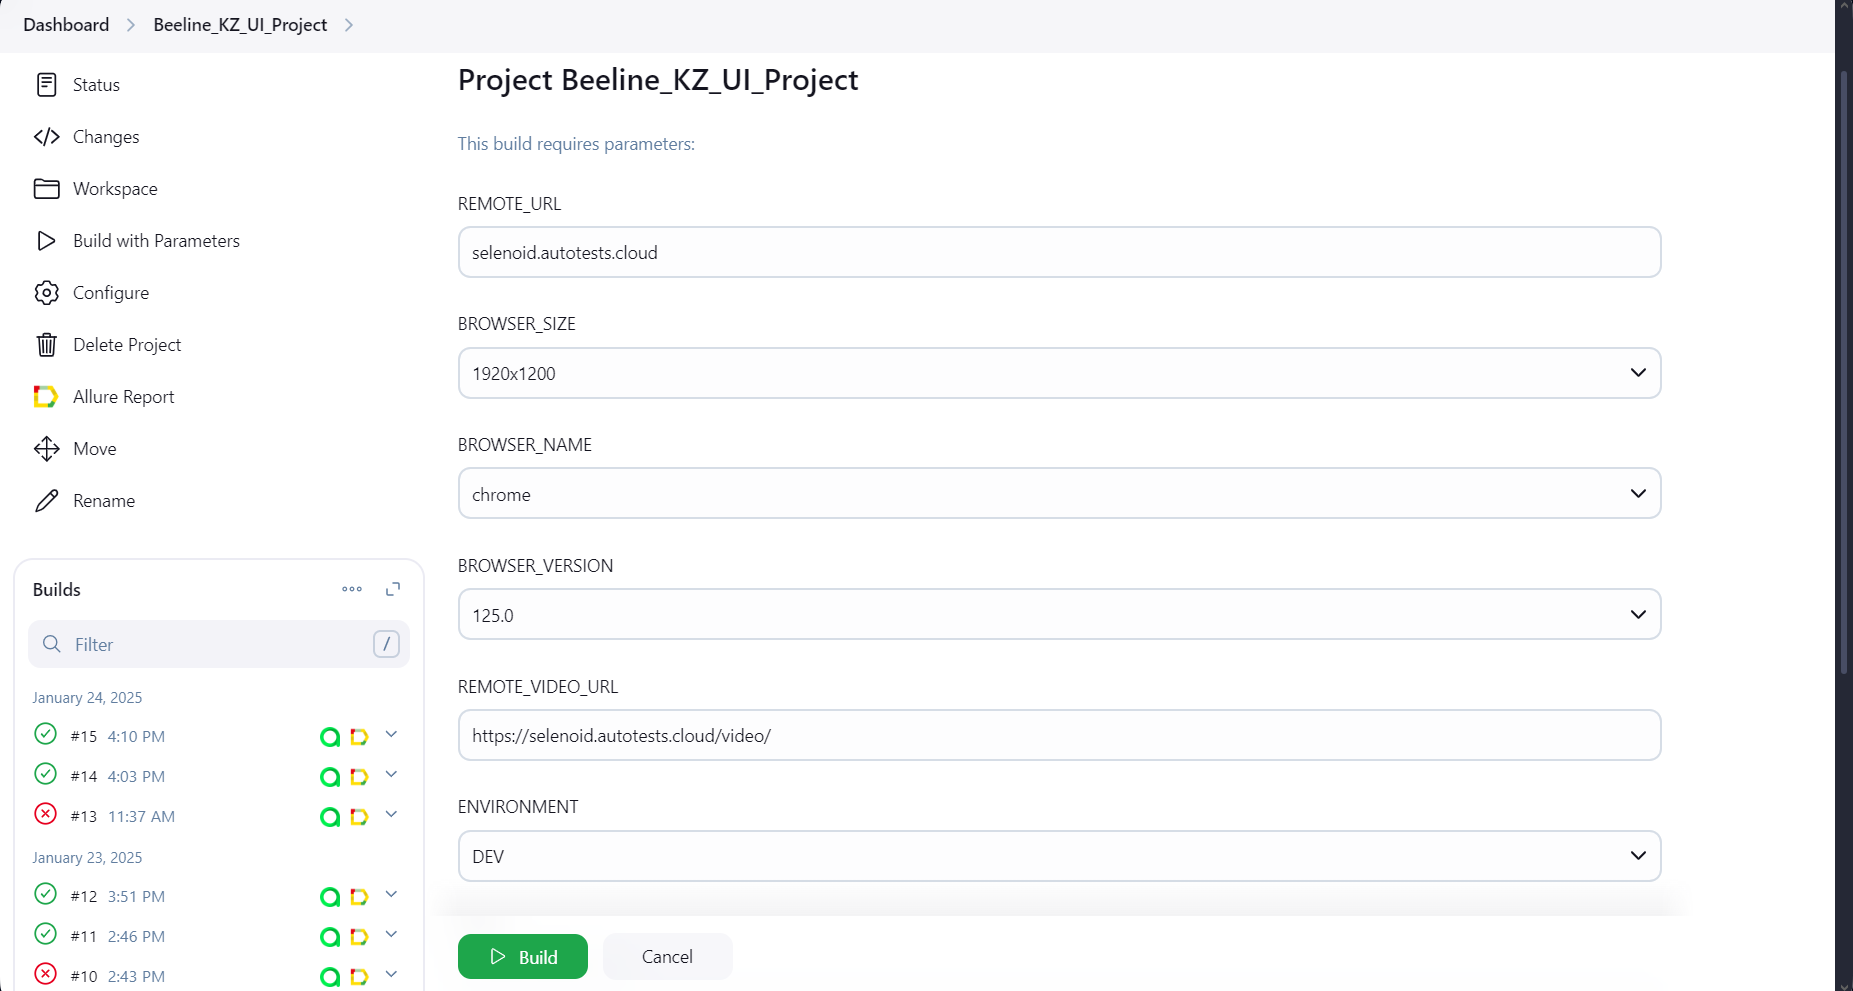 Dashboard
Beeline_KZ_UI_Project
Status
Changes
Workspace
Build with Parameters
Configure
Delete Project
Allure Report
Move
Rename
Builds
Filter
/
January 24, 2025
#15 4:10 PM
#14 4:03 PM
#13 11:37 AM
January 23, 2025
#12 3:51 PM
#11 2:46 PM
#10 2:43 PM
Project Beeline_KZ_UI_Project
This build requires parameters:
REMOTE_URL
selenoid.autotests.cloud
BROWSER_SIZE
1920x1200
BROWSER_NAME
chrome
BROWSER_VERSION
125.0
REMOTE_VIDEO_URL
https://selenoid.autotests.cloud/video/
ENVIRONMENT
DEV
Build
Cancel